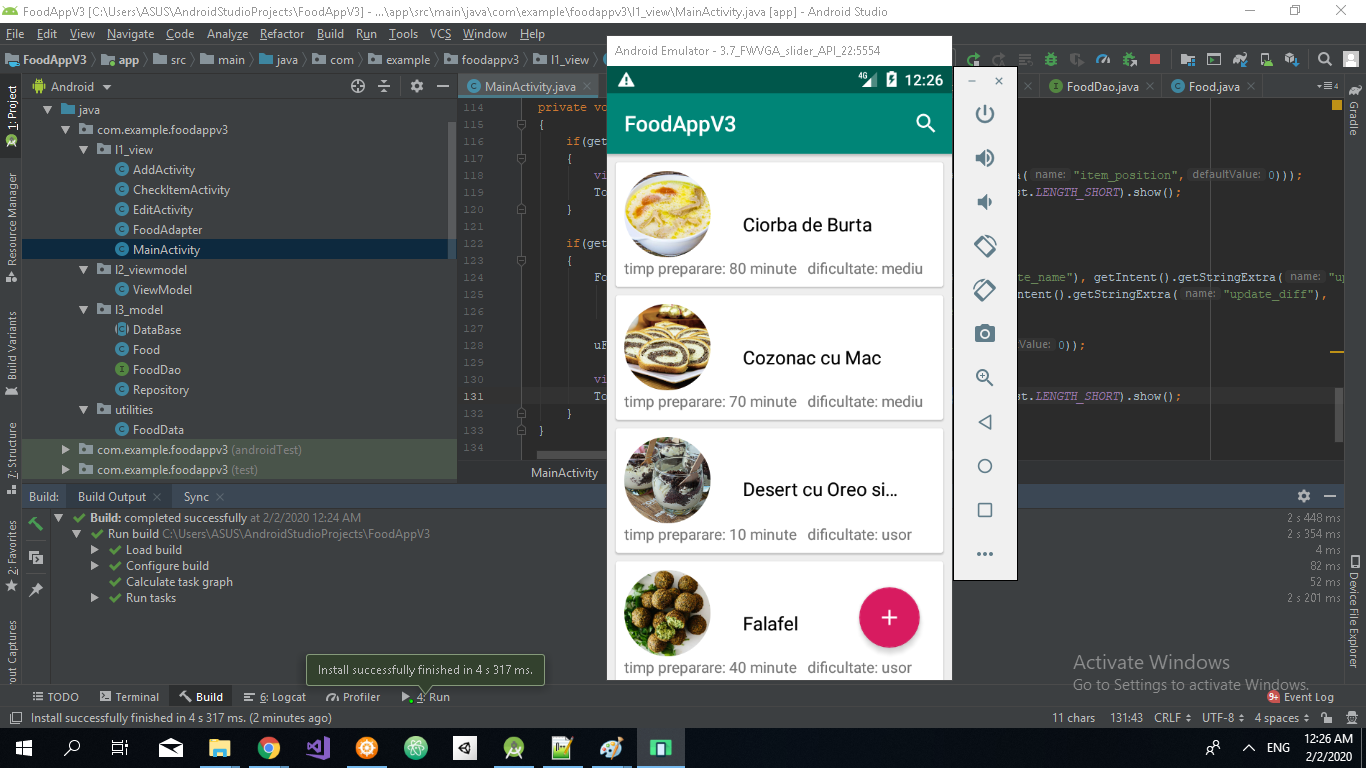 FoodAppV3 [C:\Users\ASUS\AndroidStudioProjects\FoodAppV3] - ...\app\src\main\java\com\example\foodappv3\l1_view\MainActivity.java [app] - Android Studio
File Edit View Navigate Code Analyze Refactor Build Run Tools VCS Window Help
FoodAppV3 app src main java com example foodappv3 l1_view
Android
MainActivity.java
FoodDao.java
Food.java
4
1: Project
Resource Manager
Build Variants
Z: Structure
2: Favorites
out Captures
Gradle
Device File Explorer
java
com.example.foodappv3
l1_view
AddActivity
CheckItemActivity
EditActivity
FoodAdapter
MainActivity
l2_viewmodel
ViewModel
l3_model
DataBase
Food
FoodDao
Repository
utilities
FoodData
com.example.foodappv3 (androidTest)
com.example.foodappv3 (test)
114 private vo
115 {
116 if(get
117 {
118 vi
a( name: "item_position", defaultValue: 0)));
119 To
st.LENGTH_SHORT).show();
120 }
121
122 if(get
123 {
124 Fo
te_name"), getIntent().getStringExtra( name: "up
125
ntent().getStringExtra( name: "update_diff"),
126
127
128 uF
tValue: 0));
129
130 vi
131 To
st.LENGTH_SHORT).show();
132 }
133 }
134
MainActivity
Android Emulator - 3.7_FWVGA_slider_API_22:5554
4G 12:26
FoodAppV3
Ciorba de Burta
timp preparare: 80 minute dificultate: mediu
Cozonac cu Mac
timp preparare: 70 minute dificultate: mediu
Desert cu Oreo si...
timp preparare: 10 minute dificultate: usor
Falafel
timp preparare: 40 minute dificultate: usor
Build: Build Output Sync
Build: completed successfully at 2/2/2020 12:24 AM
2 s 448 ms
Run build C:\Users\ASUS\AndroidStudioProjects\FoodAppV3
2 s 354 ms
Load build
4 ms
Configure build
82 ms
Calculate task graph
52 ms
Run tasks
2 s 201 ms
Install successfully finished in 4 s 317 ms.
Activate Windows
Go to Settings to activate Windows.
TODO Terminal Build 6: Logcat Profiler 4: Run
9+ Event Log
Install successfully finished in 4 s 317 ms. (2 minutes ago)
11 chars 131:43 CRLF UTF-8 4 spaces
ENG
12:26 AM
2/2/2020